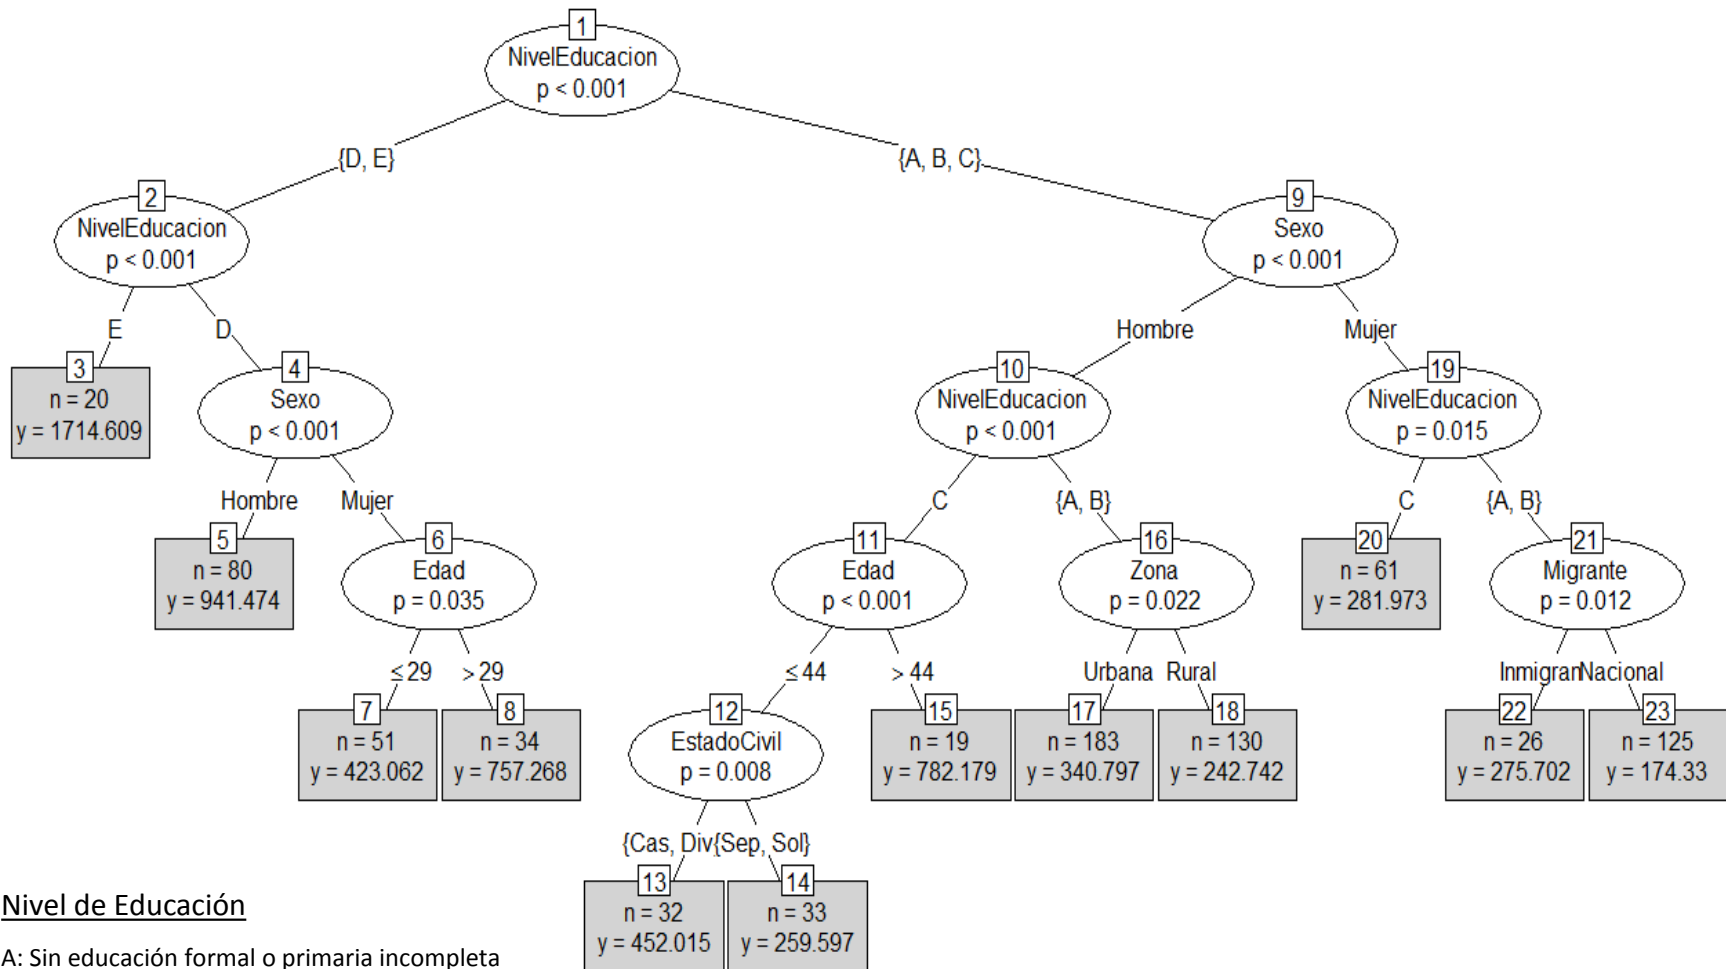 1
NivelEducacion
p < 0.001
{D, E}
{A, B, C}
2
NivelEducacion
p < 0.001
9
Sexo
p < 0.001
E
D
Hombre
Mujer
3
n = 20
y = 1714.609
4
Sexo
p < 0.001
10
NivelEducacion
p < 0.001
19
NivelEducacion
p = 0.015
Hombre
Mujer
C
{A, B}
C
{A, B}
5
n = 80
y = 941.474
6
Edad
p = 0.035
11
Edad
p < 0.001
16
Zona
p = 0.022
20
n = 61
y = 281.973
21
Migrante
p = 0.012
≤ 29
> 29
≤ 44
> 44
Urbana
Rural
Inmigran
Nacional
7
n = 51
y = 423.062
8
n = 34
y = 757.268
12
EstadoCivil
p = 0.008
15
n = 19
y = 782.179
17
n = 183
y = 340.797
18
n = 130
y = 242.742
22
n = 26
y = 275.702
23
n = 125
y = 174.33
{Cas, Div
{Sep, Sol}
13
n = 32
y = 452.015
14
n = 33
y = 259.597
Nivel de Educación
A: Sin educación formal o primaria incompleta